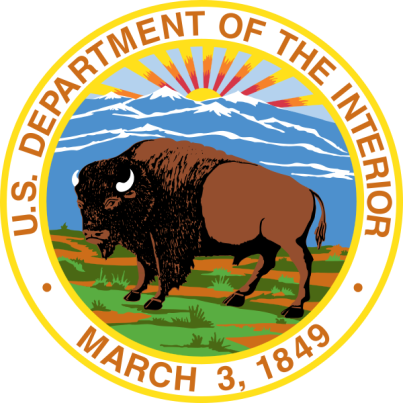 U.S. DEPARTMENT OF THE INTERIOR
MARCH 3, 1849